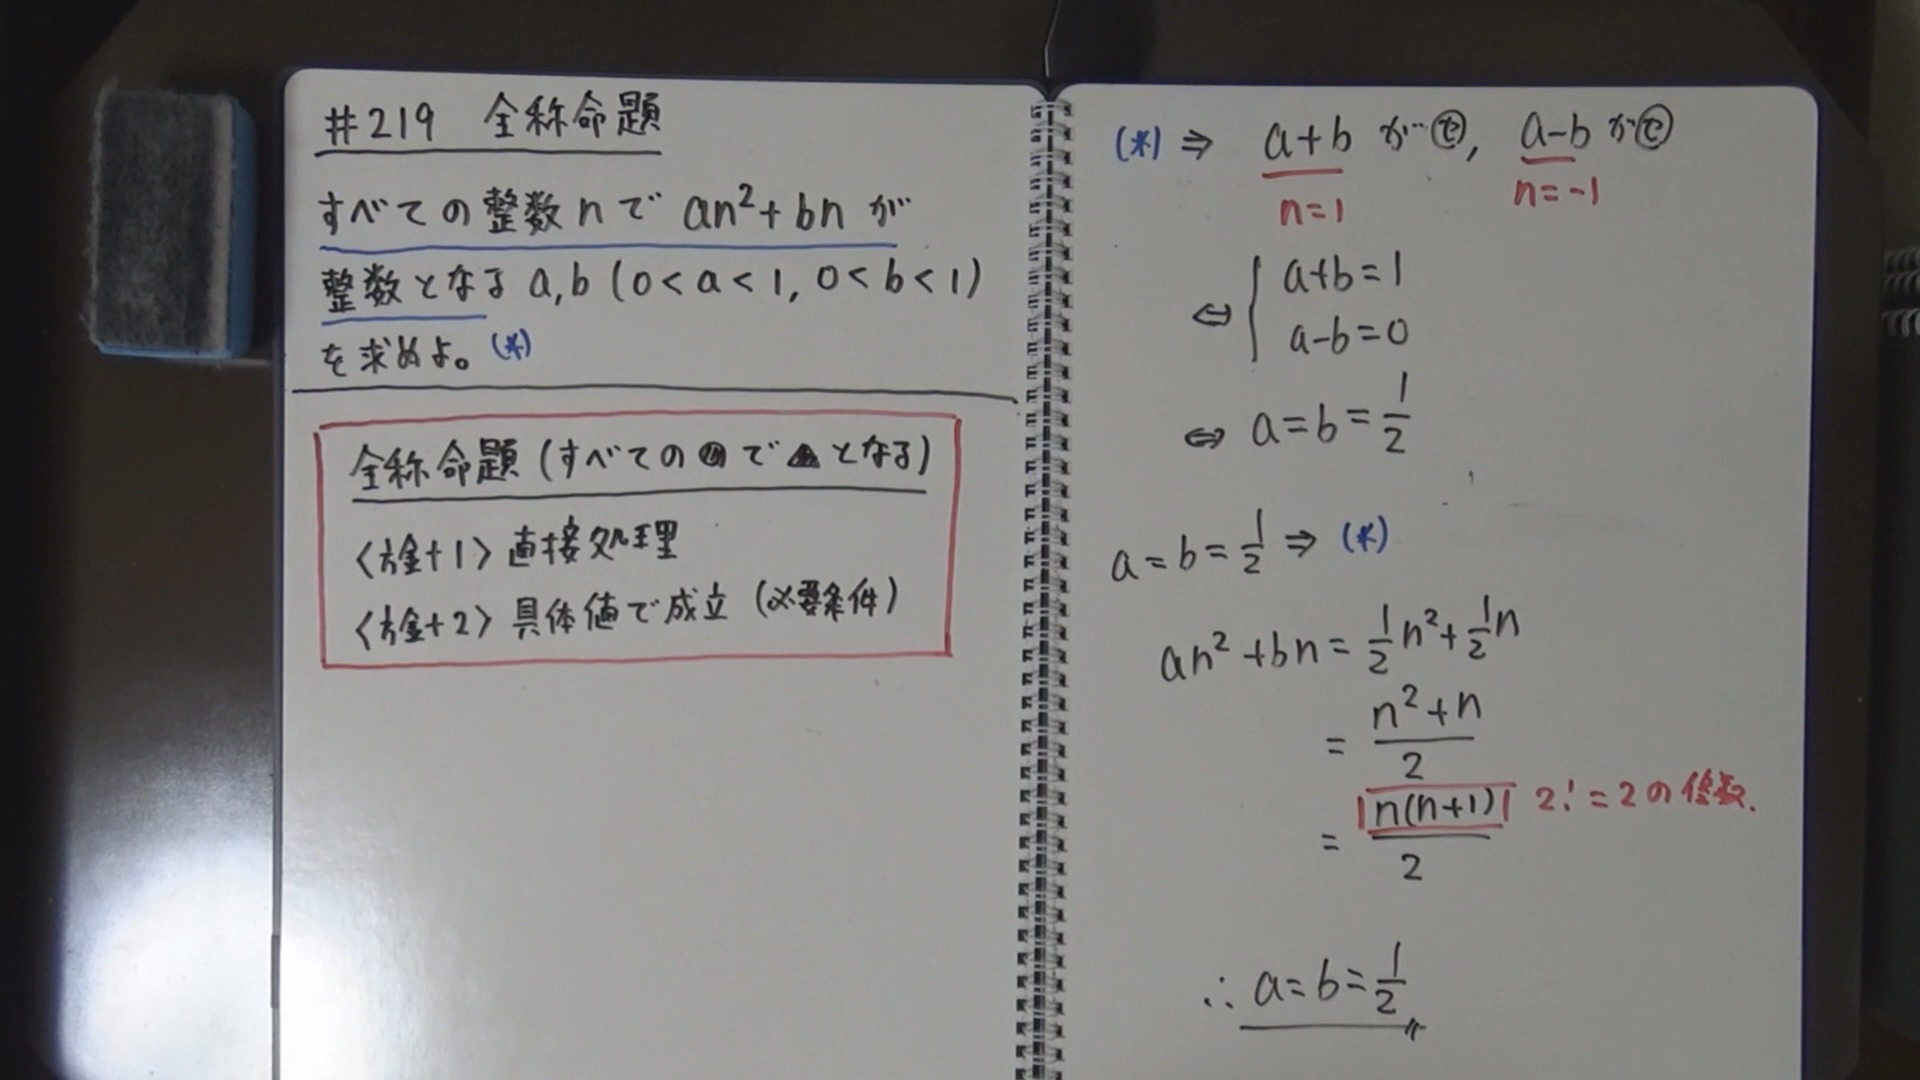 #219 全称命題
すべての整数nで an²+bn が
整数となる a,b (0<a<1, 0<b<1)
を求めよ。(*)
全称命題(すべての●で▲となる)
〈方金+1〉直接処理
〈方金+2〉具体値で成立(必要条件)
(*) ⇒ a+b が㋝, a-b が㋝
n=1 n=-1
⇔ { a+b=1
a-b=0
⇔ a=b=1/2
a=b=1/2 ⇒ (*)
an²+bn = 1/2n²+1/2n
= (n²+n)/2
= n(n+1)/2 2!=2の倍数.
∴ a=b=1/2